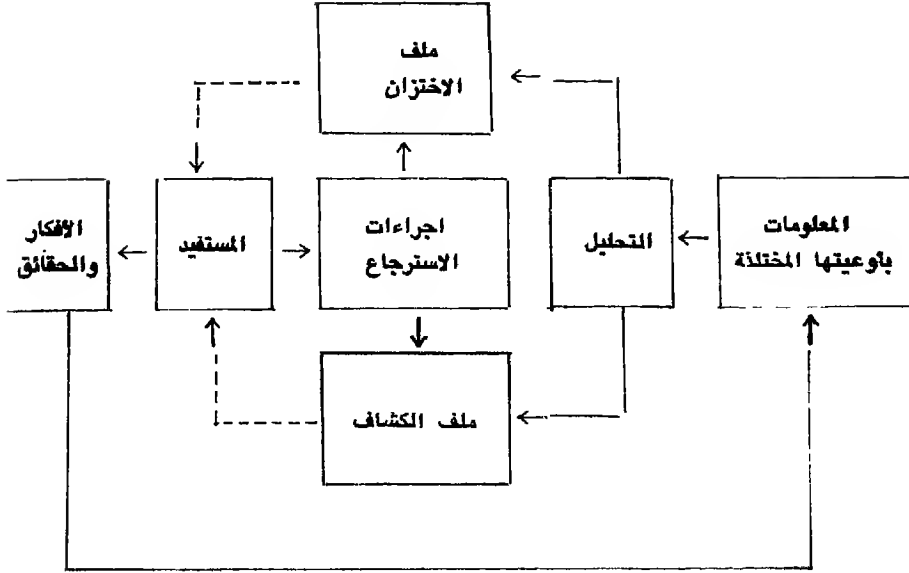 ملف
الاختزان
المعلومات
بأوعيتها المختلفة
التحليل
اجراءات
الاسترجاع
المستفيد
الأفكار
والحقائق
ملف الكشاف